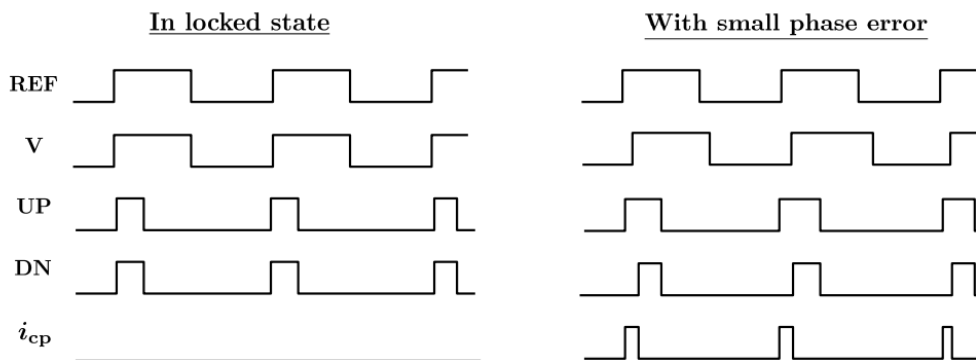 In locked state
With small phase error
REF
V
UP
DN
i_cp